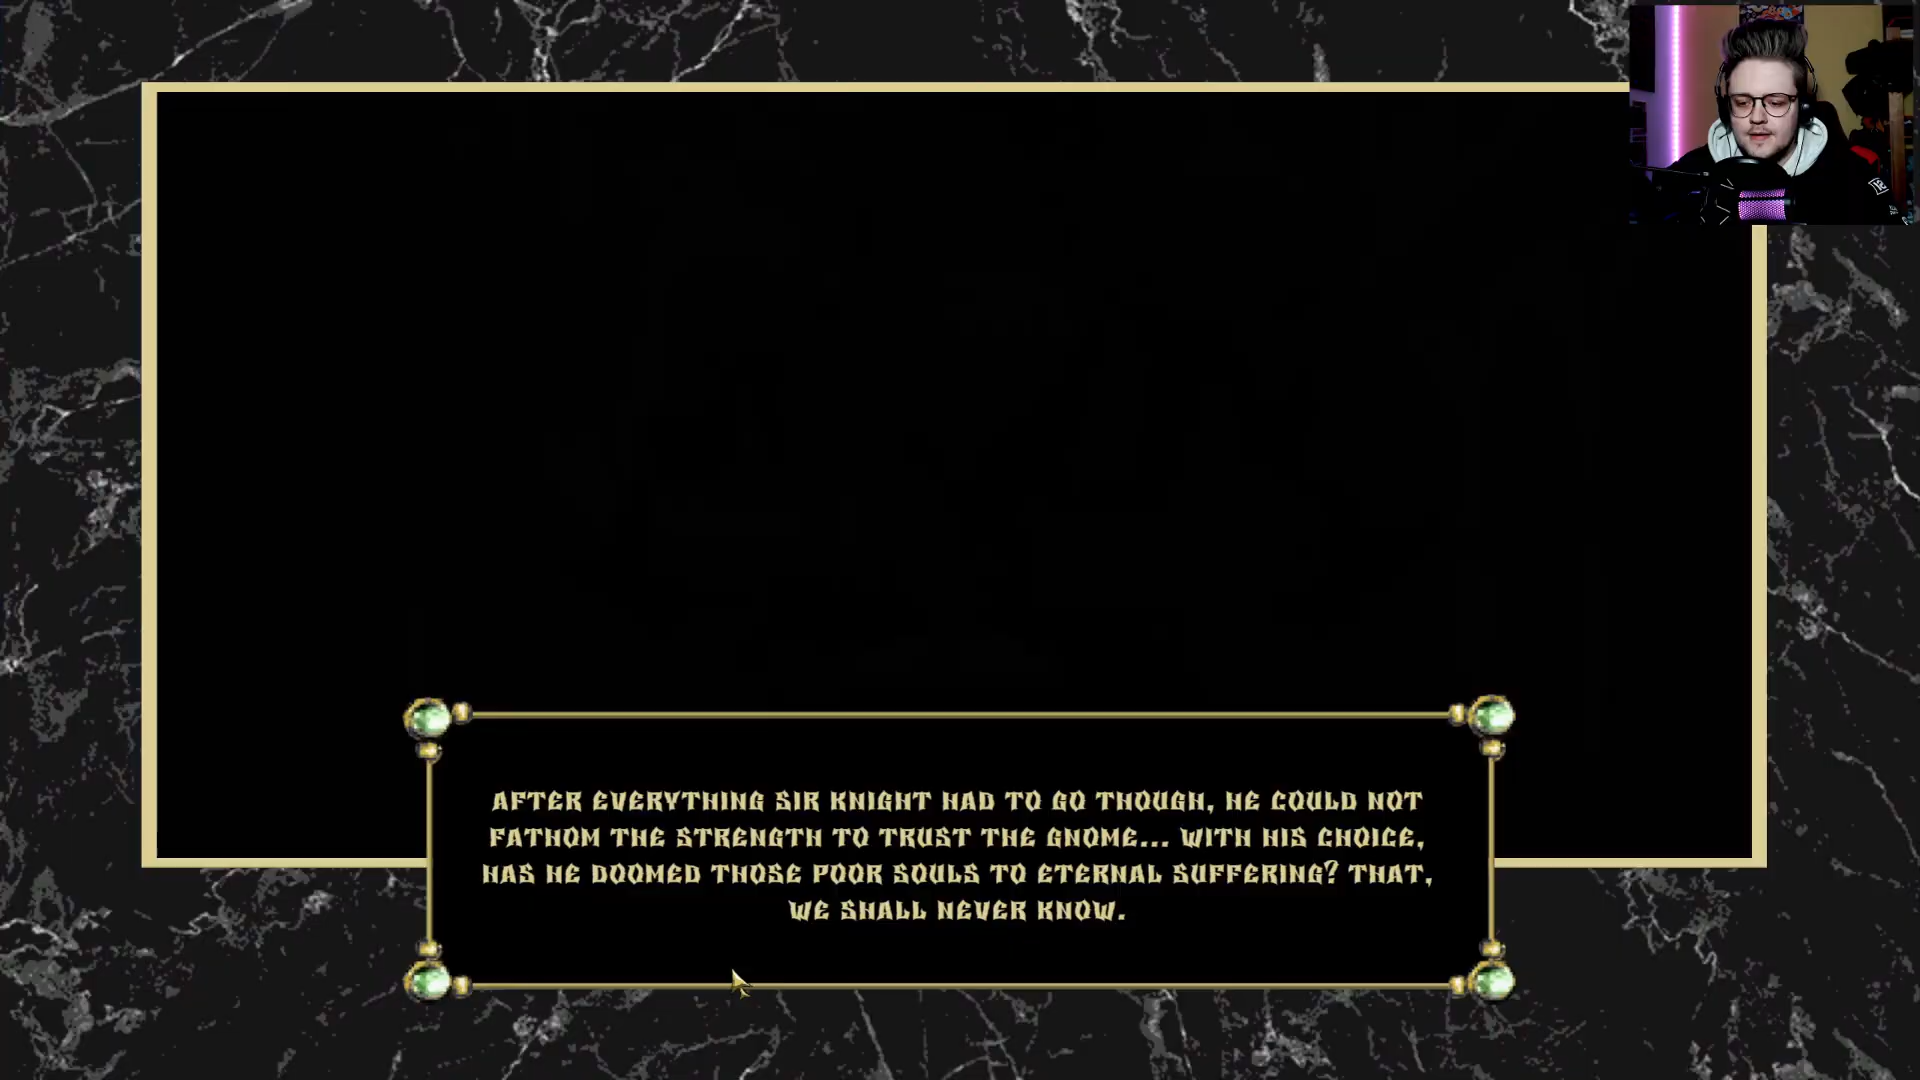 AFTER EVERYTHING SIR KNIGHT HAD TO GO THOUGH, HE COULD NOT
FATHOM THE STRENGTH TO TRUST THE GNOME... WITH HIS CHOICE,
HAS HE DOOMED THOSE POOR SOULS TO ETERNAL SUFFERING? THAT,
WE SHALL NEVER KNOW.